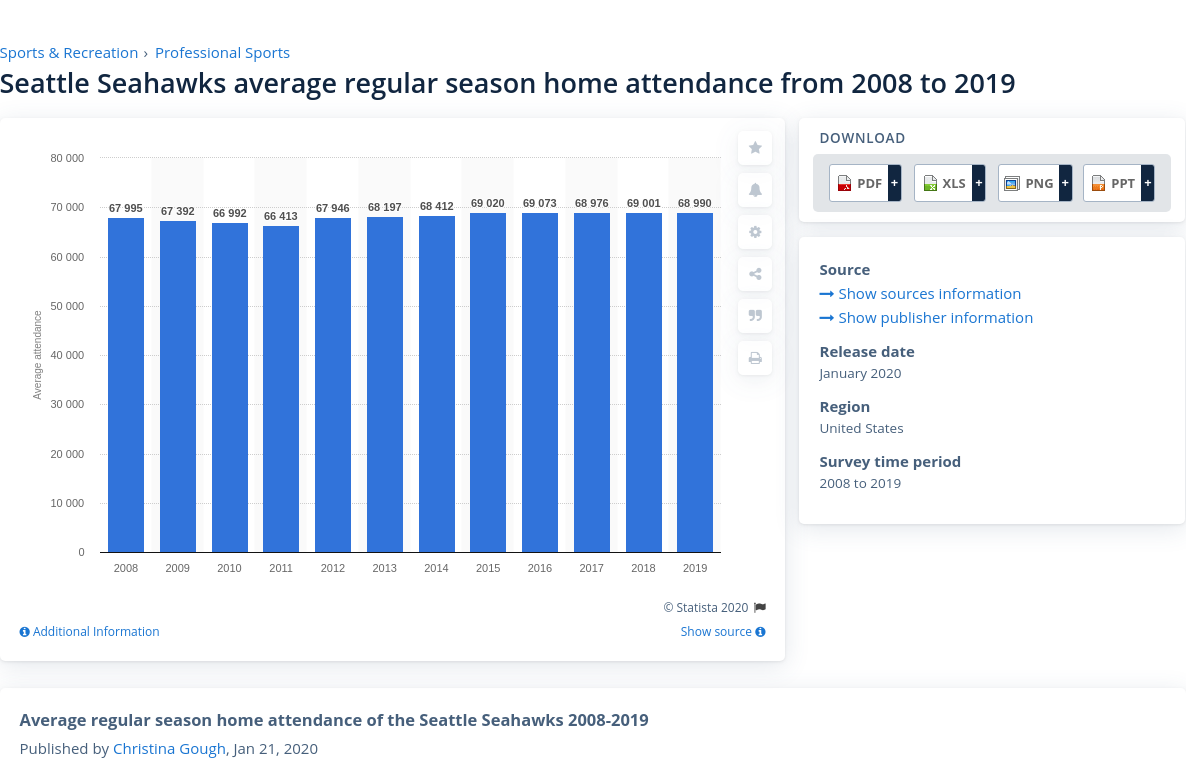 Sports & Recreation › Professional Sports
Seattle Seahawks average regular season home attendance from 2008 to 2019
80 000
70 000
60 000
50 000
40 000
30 000
20 000
10 000
0
Average attendance
67 995 67 392 66 992 66 413 67 946 68 197 68 412 69 020 69 073 68 976 69 001 68 990
2008 2009 2010 2011 2012 2013 2014 2015 2016 2017 2018 2019
© Statista 2020
Additional Information
Show source
DOWNLOAD
PDF + XLS + PNG + PPT +
Source
Show sources information
Show publisher information
Release date
January 2020
Region
United States
Survey time period
2008 to 2019
Average regular season home attendance of the Seattle Seahawks 2008-2019
Published by Christina Gough, Jan 21, 2020